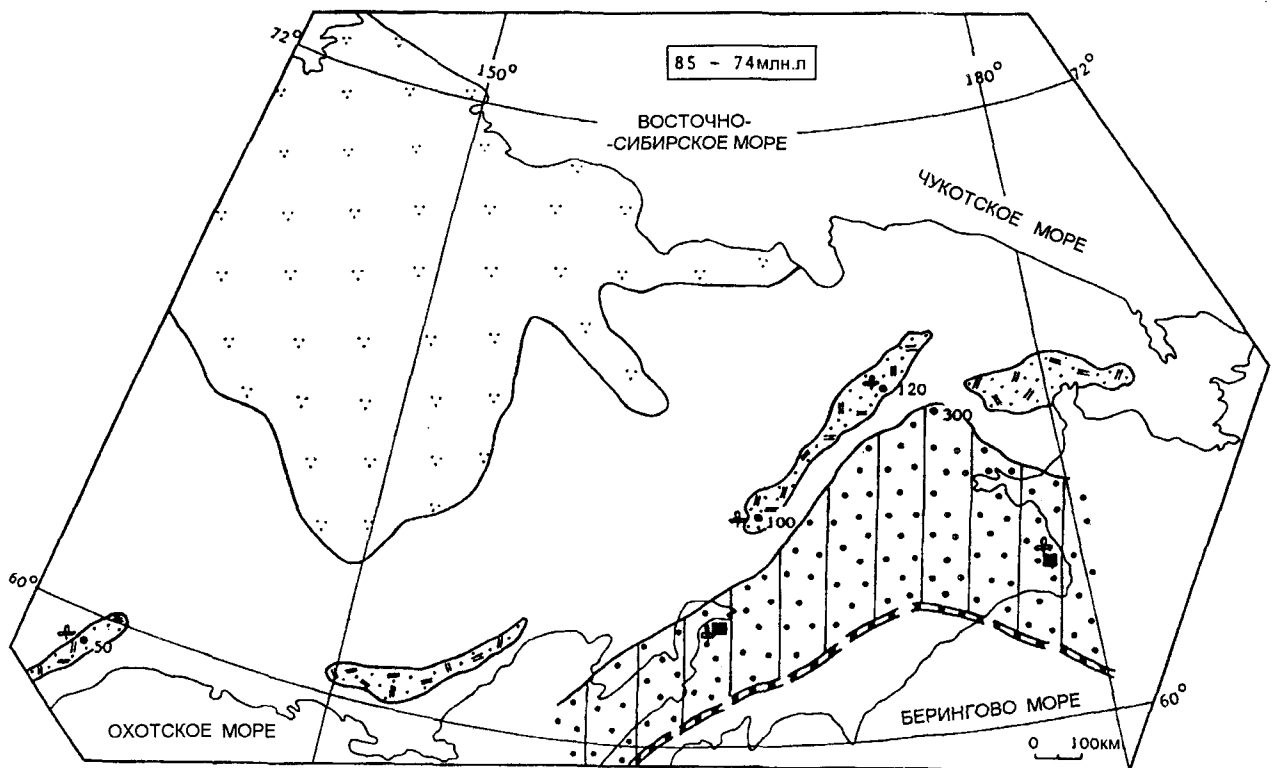 72°
150°
85 - 74млн.л
180°
72°
ВОСТОЧНО-
-СИБИРСКОЕ МОРЕ
ЧУКОТСКОЕ МОРЕ
120
300
100
60°
50
ОХОТСКОЕ МОРЕ
БЕРИНГОВО МОРЕ
60°
0 100км